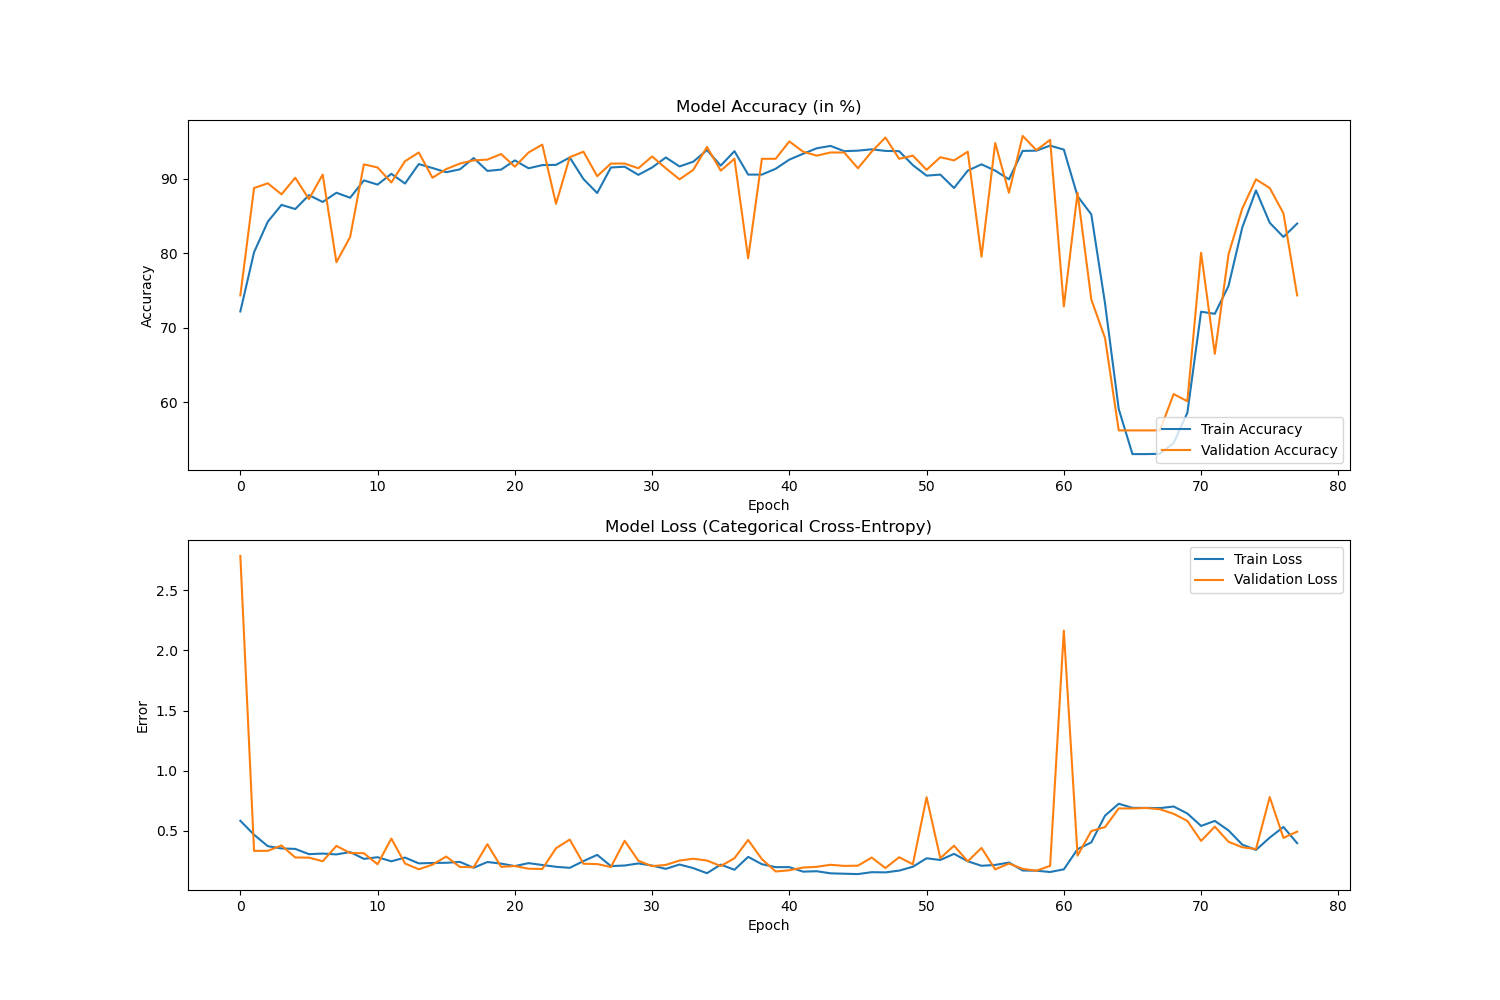 Model Accuracy (in %)
Accuracy
90
80
70
60
Train Accuracy
Validation Accuracy
0 10 20 30 40 50 60 70 80
Epoch
Model Loss (Categorical Cross-Entropy)
Error
2.5
2.0
1.5
1.0
0.5
Train Loss
Validation Loss
0 10 20 30 40 50 60 70 80
Epoch